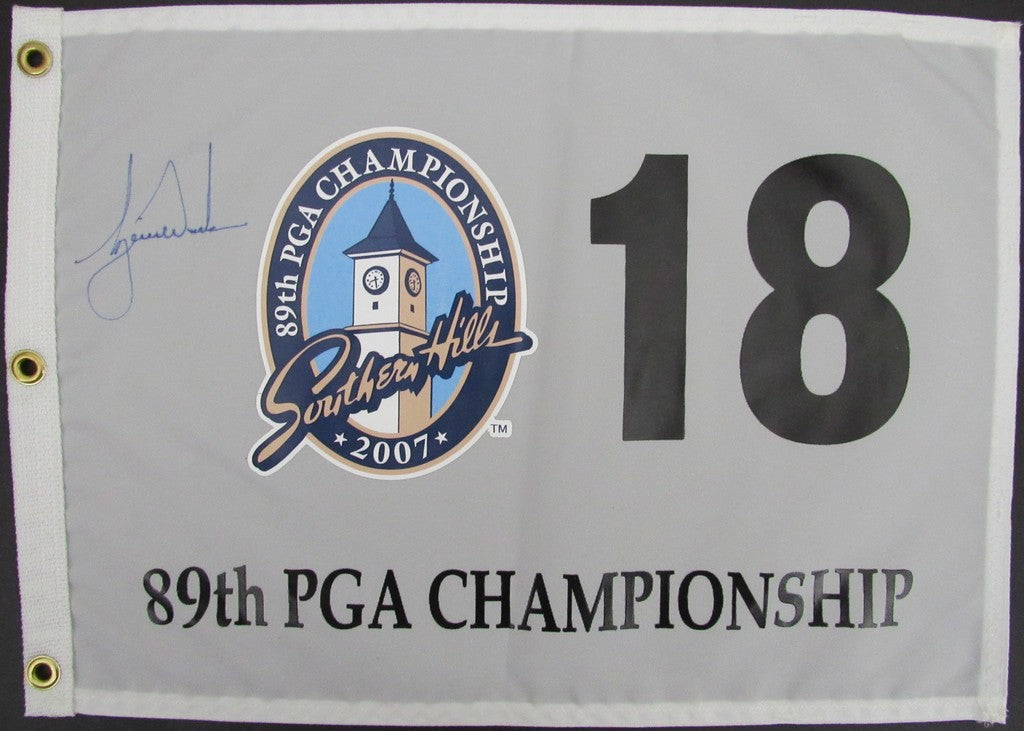 89th PGA CHAMPIONSHIP
Southern Hills
★ 2007 ★
TM
18
89th PGA CHAMPIONSHIP